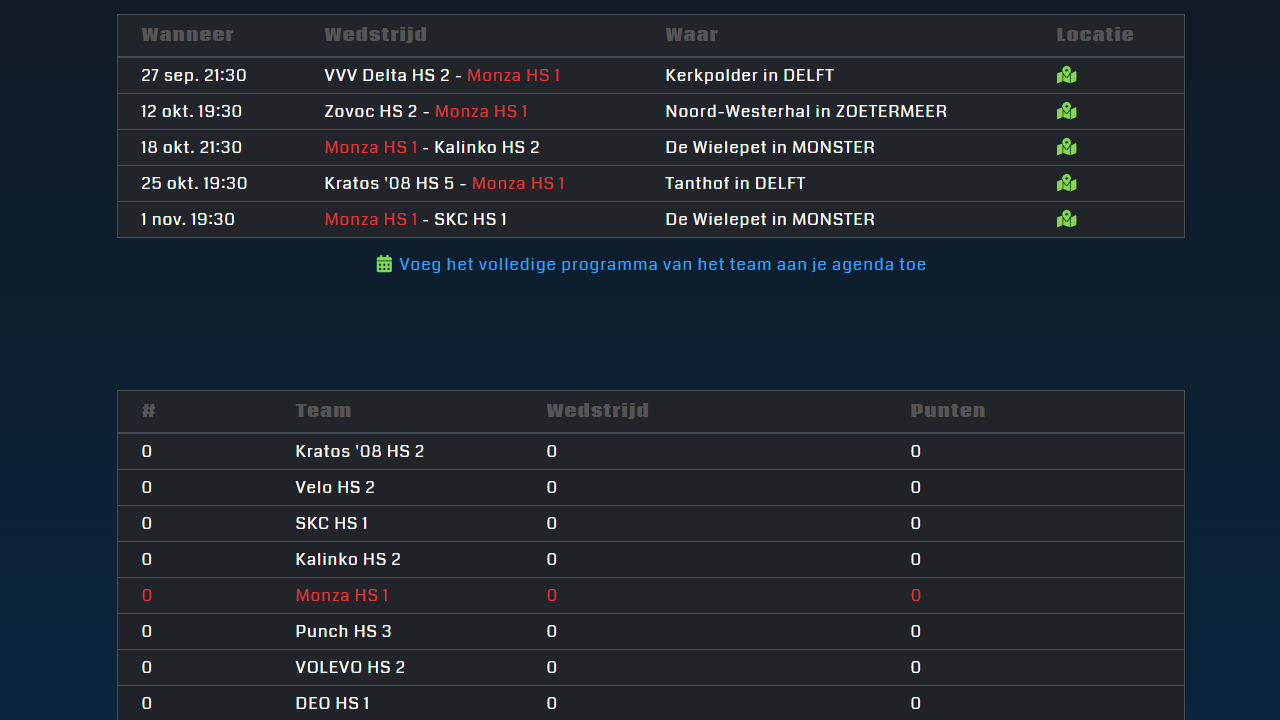 Wanneer Wedstrijd Waar Locatie
27 sep. 21:30 VVV Delta HS 2 - Monza HS 1 Kerkpolder in DELFT
12 okt. 19:30 Zovoc HS 2 - Monza HS 1 Noord-Westerhal in ZOETERMEER
18 okt. 21:30 Monza HS 1 - Kalinko HS 2 De Wielepet in MONSTER
25 okt. 19:30 Kratos '08 HS 5 - Monza HS 1 Tanthof in DELFT
1 nov. 19:30 Monza HS 1 - SKC HS 1 De Wielepet in MONSTER
Voeg het volledige programma van het team aan je agenda toe
# Team Wedstrijd Punten
0 Kratos '08 HS 2 0 0
0 Velo HS 2 0 0
0 SKC HS 1 0 0
0 Kalinko HS 2 0 0
0 Monza HS 1 0 0
0 Punch HS 3 0 0
0 VOLEVO HS 2 0 0
0 DEO HS 1 0 0